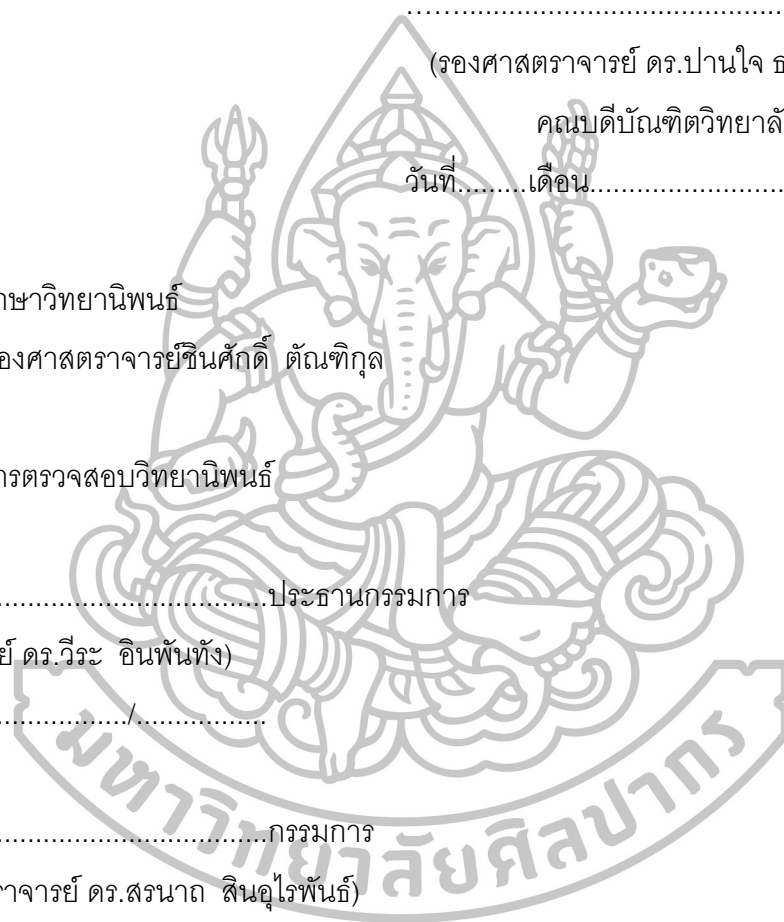 ...............................................
(รองศาสตราจารย์ ดร.ปานใจ
คณบดีบัณฑิตวิทยาลั
วันที่.........เดือน.........................
กษาวิทยานิพนธ์
องศาสตราจารย์ชินศักดิ์ ตัณฑิกุล
ารตรวจสอบวิทยานิพนธ์
..................................ประธานกรรมการ
ย์ ดร.วีระ อินพันทัง)
................./.................
..................................กรรมการ
าจารย์ ดร.สรนาถ สินอุไรพันธ์)
มหาวิทยาลัยศิลปากร